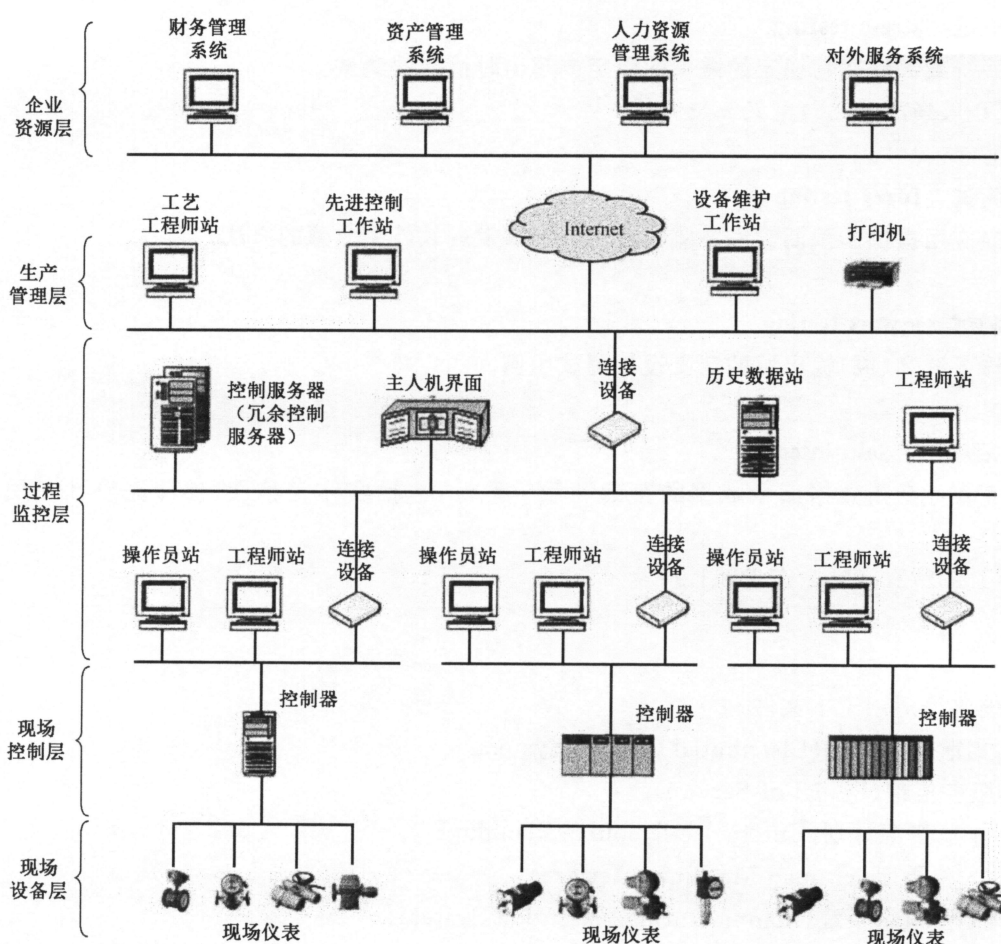 财务管理
系统
资产管理
系统
人力资源
管理系统
对外服务系统
企业
资源层
工艺
工程师站
先进控制
工作站
Internet
设备维护
工作站
打印机
生产
管理层
控制服务器
（冗余控制
服务器）
主人机界面
连接
设备
历史数据站
工程师站
过程
监控层
操作员站
工程师站
连接
设备
操作员站
工程师站
连接
设备
操作员站
工程师站
连接
设备
现场
控制层
控制器
控制器
控制器
现场
设备层
现场仪表
现场仪表
现场仪表